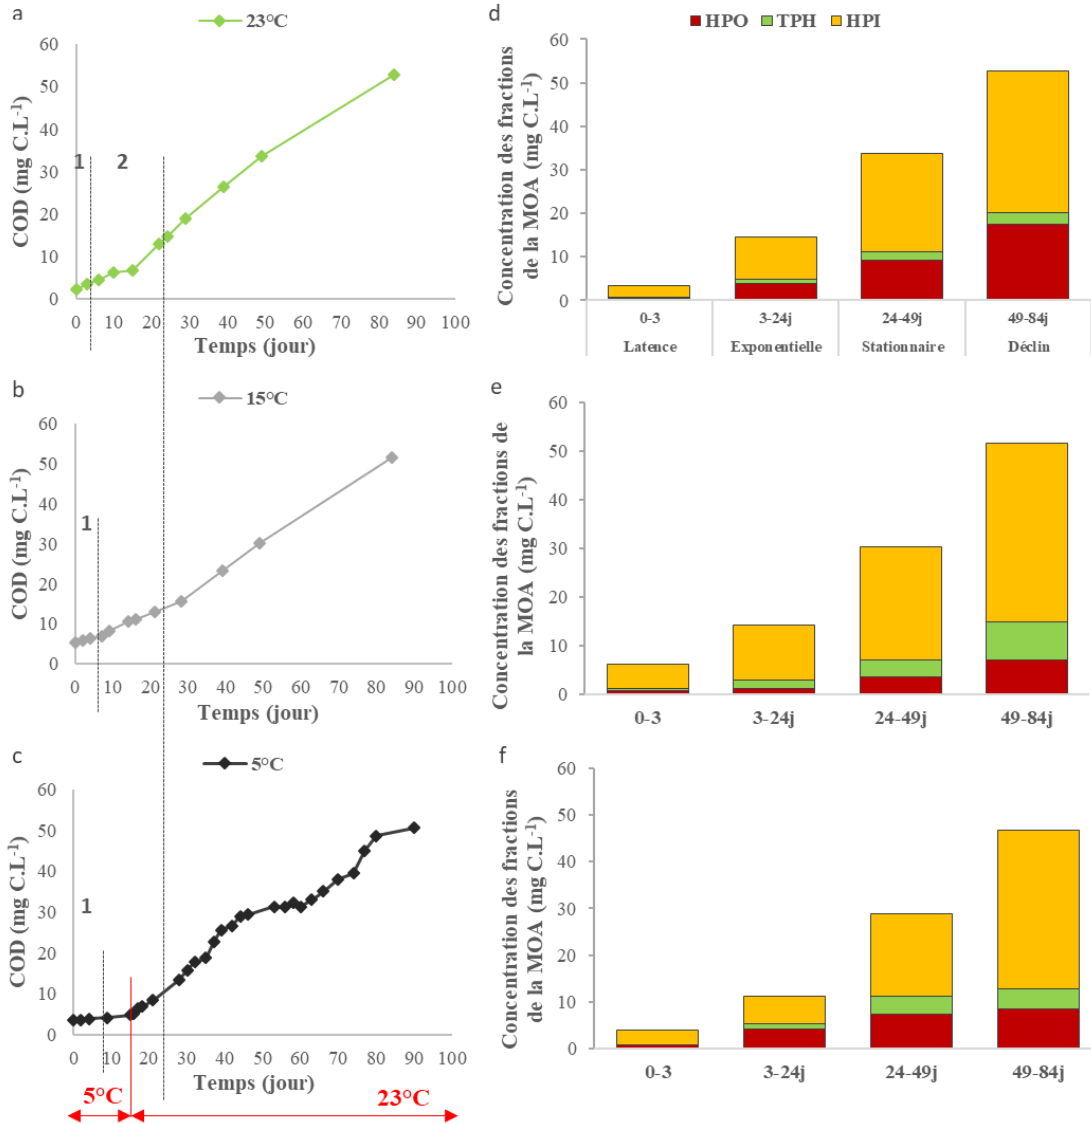 a
23°C
COD (mg C.L-1)
60
50
40
30
20
10
0
1
2
0 10 20 30 40 50 60 70 80 90 100
Temps (jour)
d
HPO TPH HPI
Concentration des fractions
de la MOA (mg C.L-1)
60
50
40
30
20
10
0
0-3 3-24j 24-49j 49-84j
Latence Exponentielle Stationnaire Déclin
b
15°C
COD (mg C.L-1)
60
50
40
30
20
10
0
1
0 10 20 30 40 50 60 70 80 90 100
Temps (jour)
e
Concentration des fractions de
la MOA (mg C.L-1)
60
50
40
30
20
10
0
0-3 3-24j 24-49j 49-84j
c
5°C
COD (mg C.L-1)
60
50
40
30
20
10
0
1
0 10 20 30 40 50 60 70 80 90 100
Temps (jour)
5°C 23°C
f
Concentration des fractions
de la MOA (mg C.L-1)
60
50
40
30
20
10
0
0-3 3-24j 24-49j 49-84j